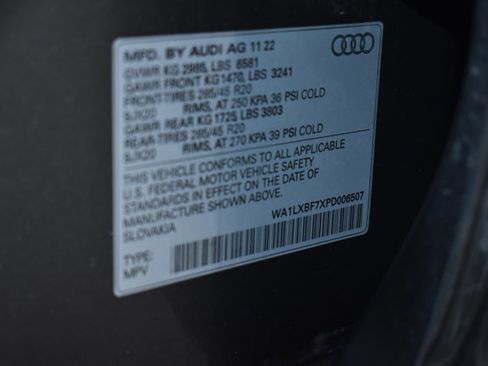 MFD. BY AUDI AG 11 22
GVWR KG 2985, LBS 6581
GAWR FRONT KG 1470, LBS 3241
FRONT-TIRES 285/45 R20
9JX20 RIMS, AT 250 KPA 36 PSI COLD
GAWR REAR KG 1725, LBS 3803
REAR-TIRES 285/45 R20
9JX20 RIMS, AT 270 KPA 39 PSI COLD
THIS VEHICLE CONFORMS TO ALL APPLICABLE
U.S. FEDERAL MOTOR VEHICLE SAFETY
STANDARDS IN EFFECT ON THE DATE OF
MANUFACTURE SHOWN ABOVE.
SLOVAKIA
WA1LXBF7XPD006507
TYPE:
MPV